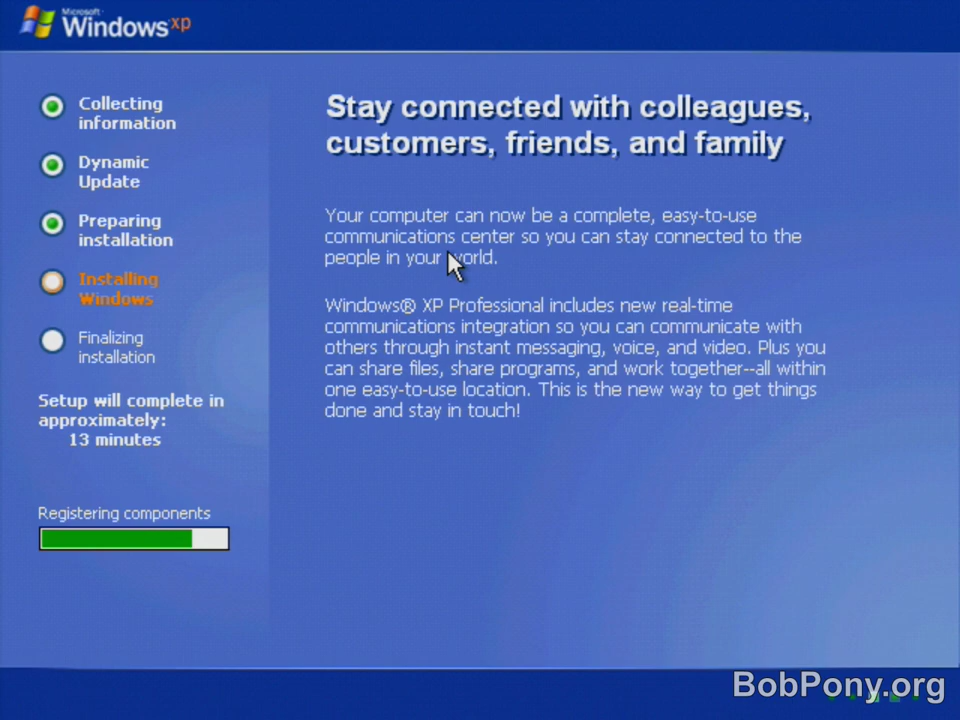 Microsoft
Windows xp
Collecting
information
Dynamic
Update
Preparing
installation
Installing
Windows
Finalizing
installation
Setup will complete in
approximately:
13 minutes
Registering components
Stay connected with colleagues,
customers, friends, and family
Your computer can now be a complete, easy-to-use
communications center so you can stay connected to the
people in your world.
Windows® XP Professional includes new real-time
communications integration so you can communicate with
others through instant messaging, voice, and video. Plus you
can share files, share programs, and work together--all within
one easy-to-use location. This is the new way to get things
done and stay in touch!
BobPony.org